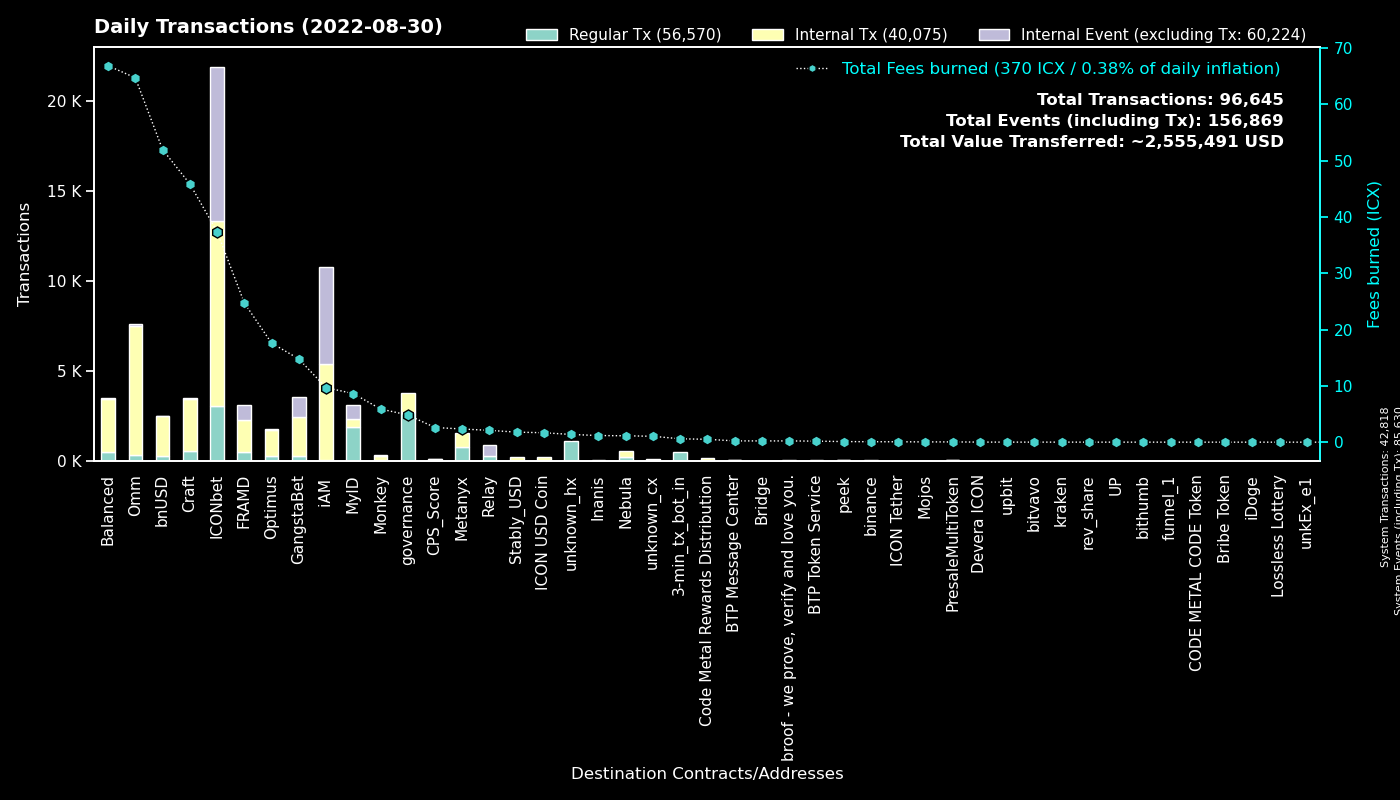 Daily Transactions (2022-08-30)
Regular Tx (56,570)
Internal Tx (40,075)
Internal Event (excluding Tx: 60,224)
Total Fees burned (370 ICX / 0.38% of daily inflation)
Total Transactions: 96,645
Total Events (including Tx): 156,869
Total Value Transferred: ~2,555,491 USD
Transactions
20 K
15 K
10 K
5 K
0 K
70
60
50
40
30
20
10
0
Fees burned (ICX)
Balanced
Omm
bnUSD
Craft
ICONbet
FRAMD
Optimus
GangstaBet
iAM
MyID
Monkey
governance
CPS_Score
Metanyx
Relay
Stably_USD
ICON USD Coin
unknown_hx
Inanis
Nebula
unknown_cx
3-min_tx_bot_in
Code Metal Rewards Distribution
BTP Message Center
Bridge
broof - we prove, verify and love you.
BTP Token Service
peek
binance
ICON Tether
Mojos
PresaleMultiToken
Devera ICON
upbit
bitvavo
kraken
rev_share
UP
bithumb
funnel_1
CODE METAL CODE Token
Bribe Token
iDoge
Lossless Lottery
unkEx_e1
Destination Contracts/Addresses
System Transactions: 42,818
System Events (including Tx): 85,630